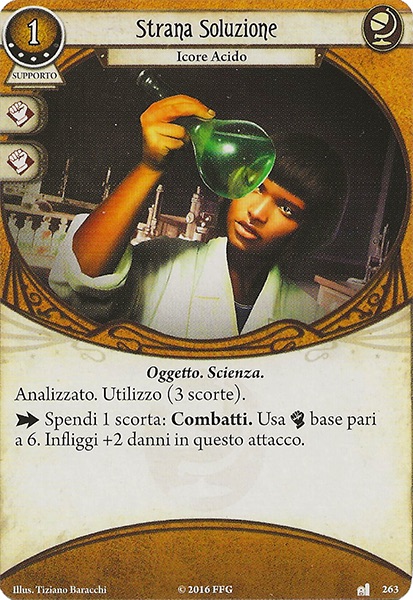 1
Strana Soluzione
SUPPORTO
Icore Acido
Oggetto. Scienza.
Analizzato. Utilizzo (3 scorte).
Spendi 1 scorta: Combatti. Usa base pari
a 6. Infliggi +2 danni in questo attacco.
Illus. Tiziano Baracchi
© 2016 FFG
263